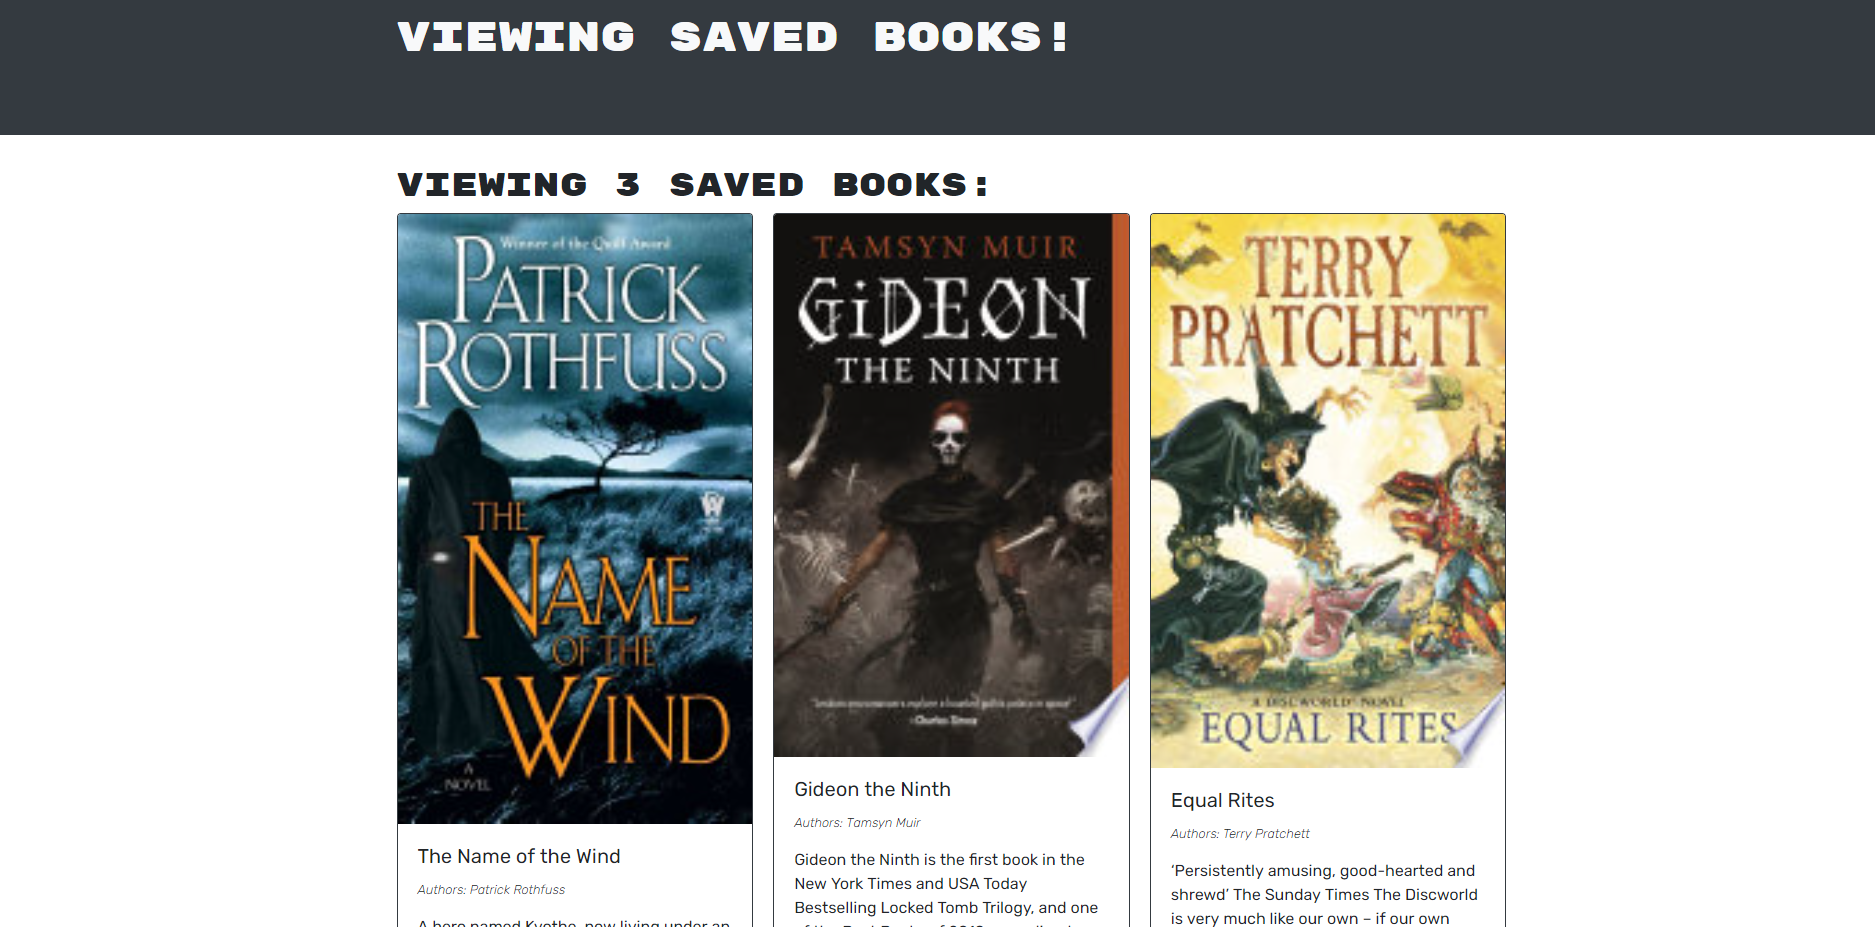 VIEWING SAVED BOOKS!
VIEWING 3 SAVED BOOKS:
Winner of the Quill Award
PATRICK
ROTHFUSS
THE
NAME
OF THE
WIND
A
NOVEL
The Name of the Wind
Authors: Patrick Rothfuss
A hero named Kvothe, now living under an
TAMSYN MUIR
GIDEON
THE NINTH
Gideon the Ninth
Authors: Tamsyn Muir
Gideon the Ninth is the first book in the
New York Times and USA Today
Bestselling Locked Tomb Trilogy, and one
TERRY
PRATCHETT
A DISCWORLD NOVEL
EQUAL RITES
Equal Rites
Authors: Terry Pratchett
‘Persistently amusing, good-hearted and
shrewd’ The Sunday Times The Discworld
is very much like our own – if our own